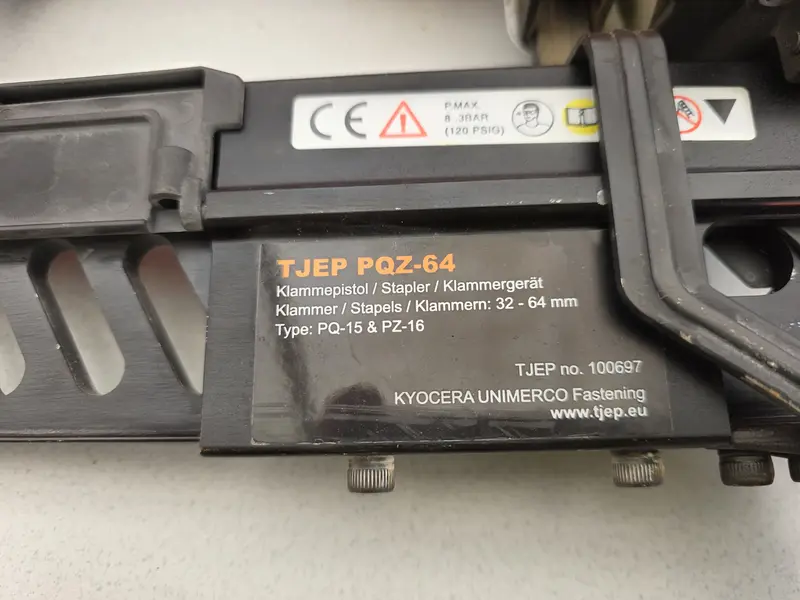 CE
P.MAX.
8.3BAR
(120 PSIG)
TJEP PQZ-64
Klammepistol / Stapler / Klammergerät
Klammer / Stapels / Klammern: 32 - 64 mm
Type: PQ-15 & PZ-16
TJEP no. 100697
KYOCERA UNIMERCO Fastening
www.tjep.eu